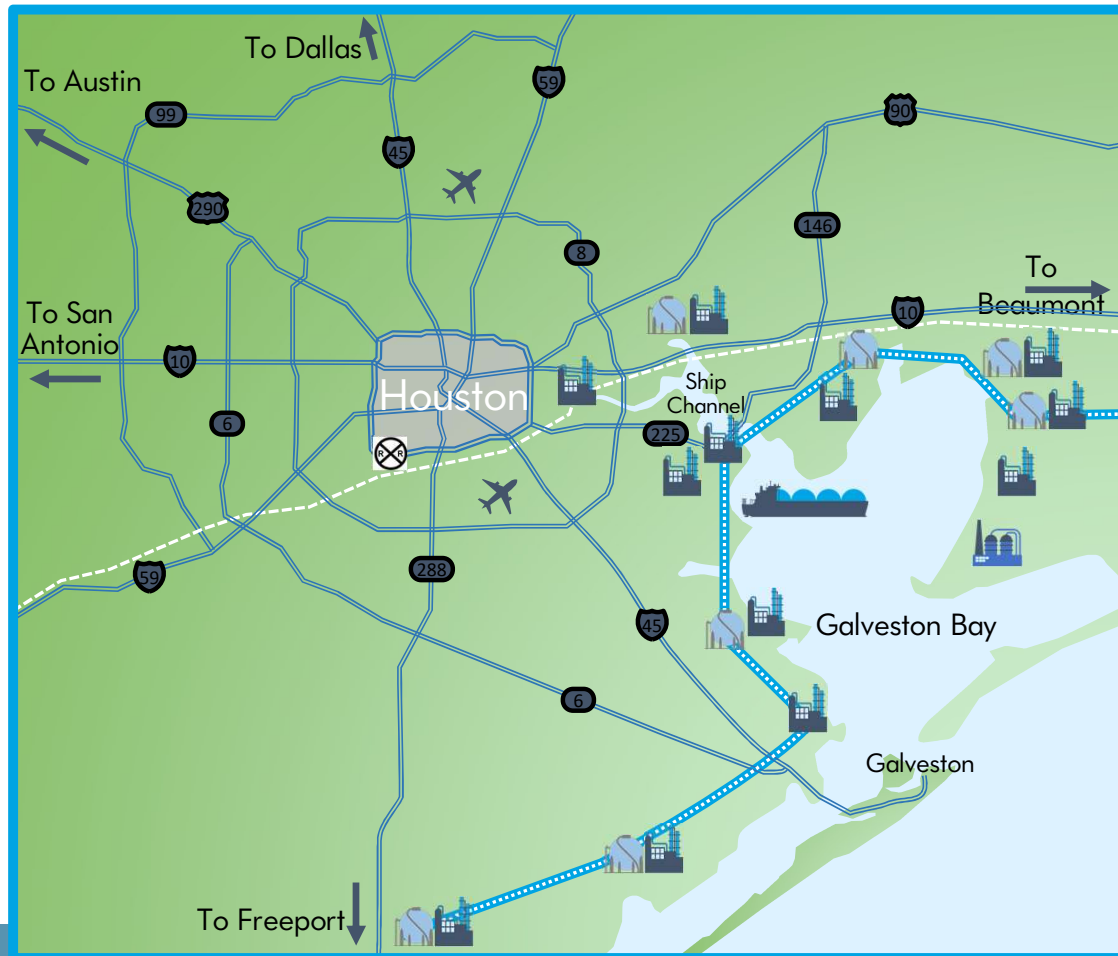 To Dallas
59
To Austin
99
90
45
290
146
8
To
Beaumont
To San
Antonio
10
10
Ship
Channel
Houston
6
225
R R
288
59
45
Galveston Bay
6
Galveston
To Freeport